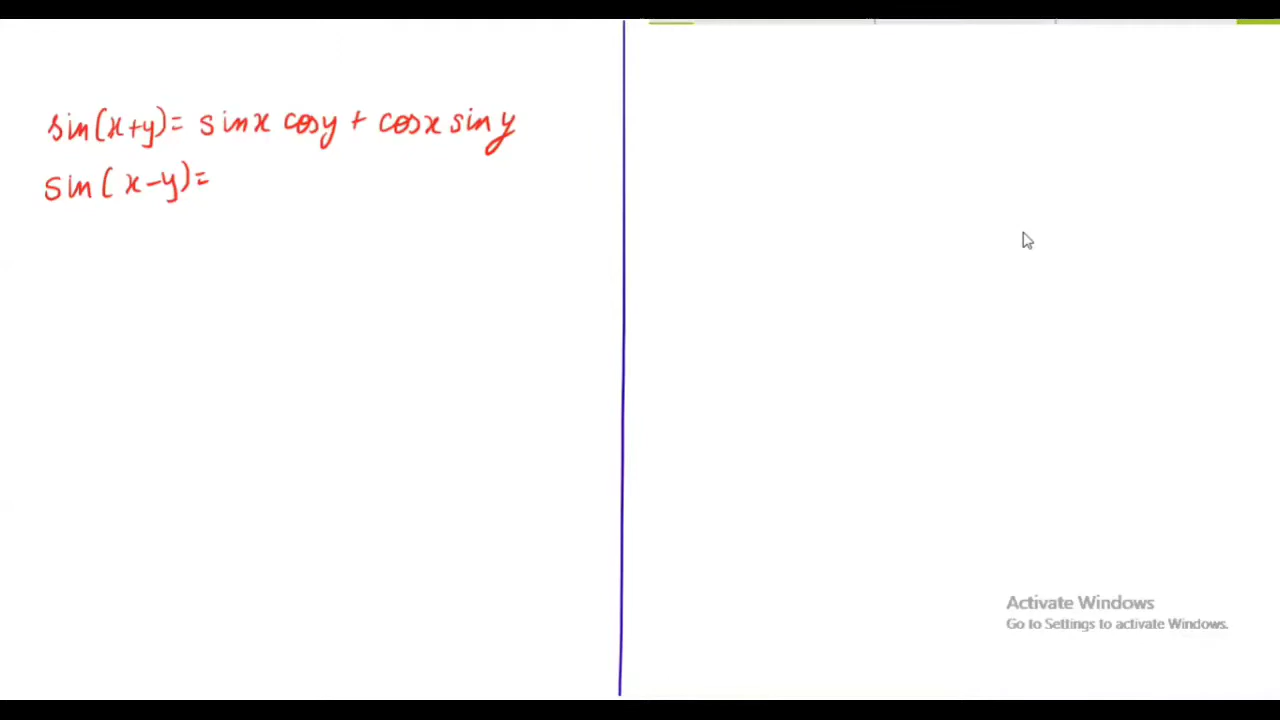 sin(x+y)= sinx cosy + cosx siny
sin(x-y)=
Activate Windows
Go to Settings to activate Windows.